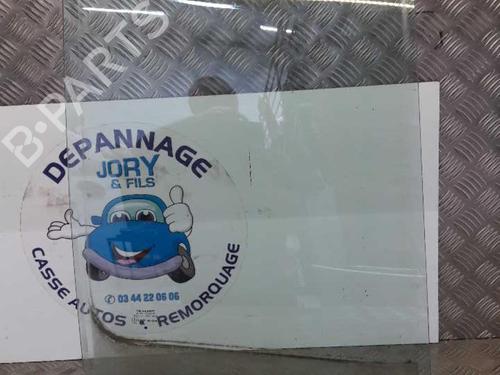 B-PARTS
DEPANNAGE
JORY
& FILS
✆ 03 44 22 06 06
CASSE AUTOS REMORQUAGE